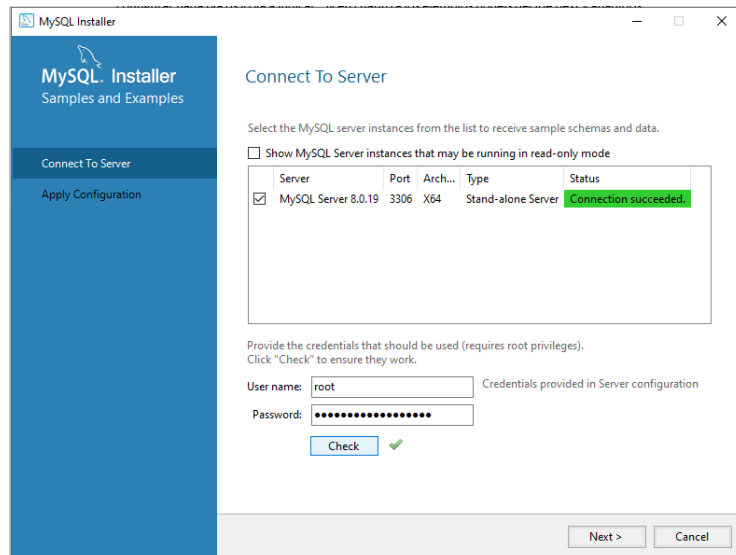 MySQL Installer
MySQL. Installer
Samples and Examples
Connect To Server
Apply Configuration
Connect To Server
Select the MySQL server instances from the list to receive sample schemas and data.
Show MySQL Server instances that may be running in read-only mode
Server Port Arch... Type Status
MySQL Server 8.0.19 3306 X64 Stand-alone Server Connection succeeded.
Provide the credentials that should be used (requires root privileges).
Click "Check" to ensure they work.
User name: root Credentials provided in Server configuration
Password: ••••••••••••••••••
Check
Next > Cancel